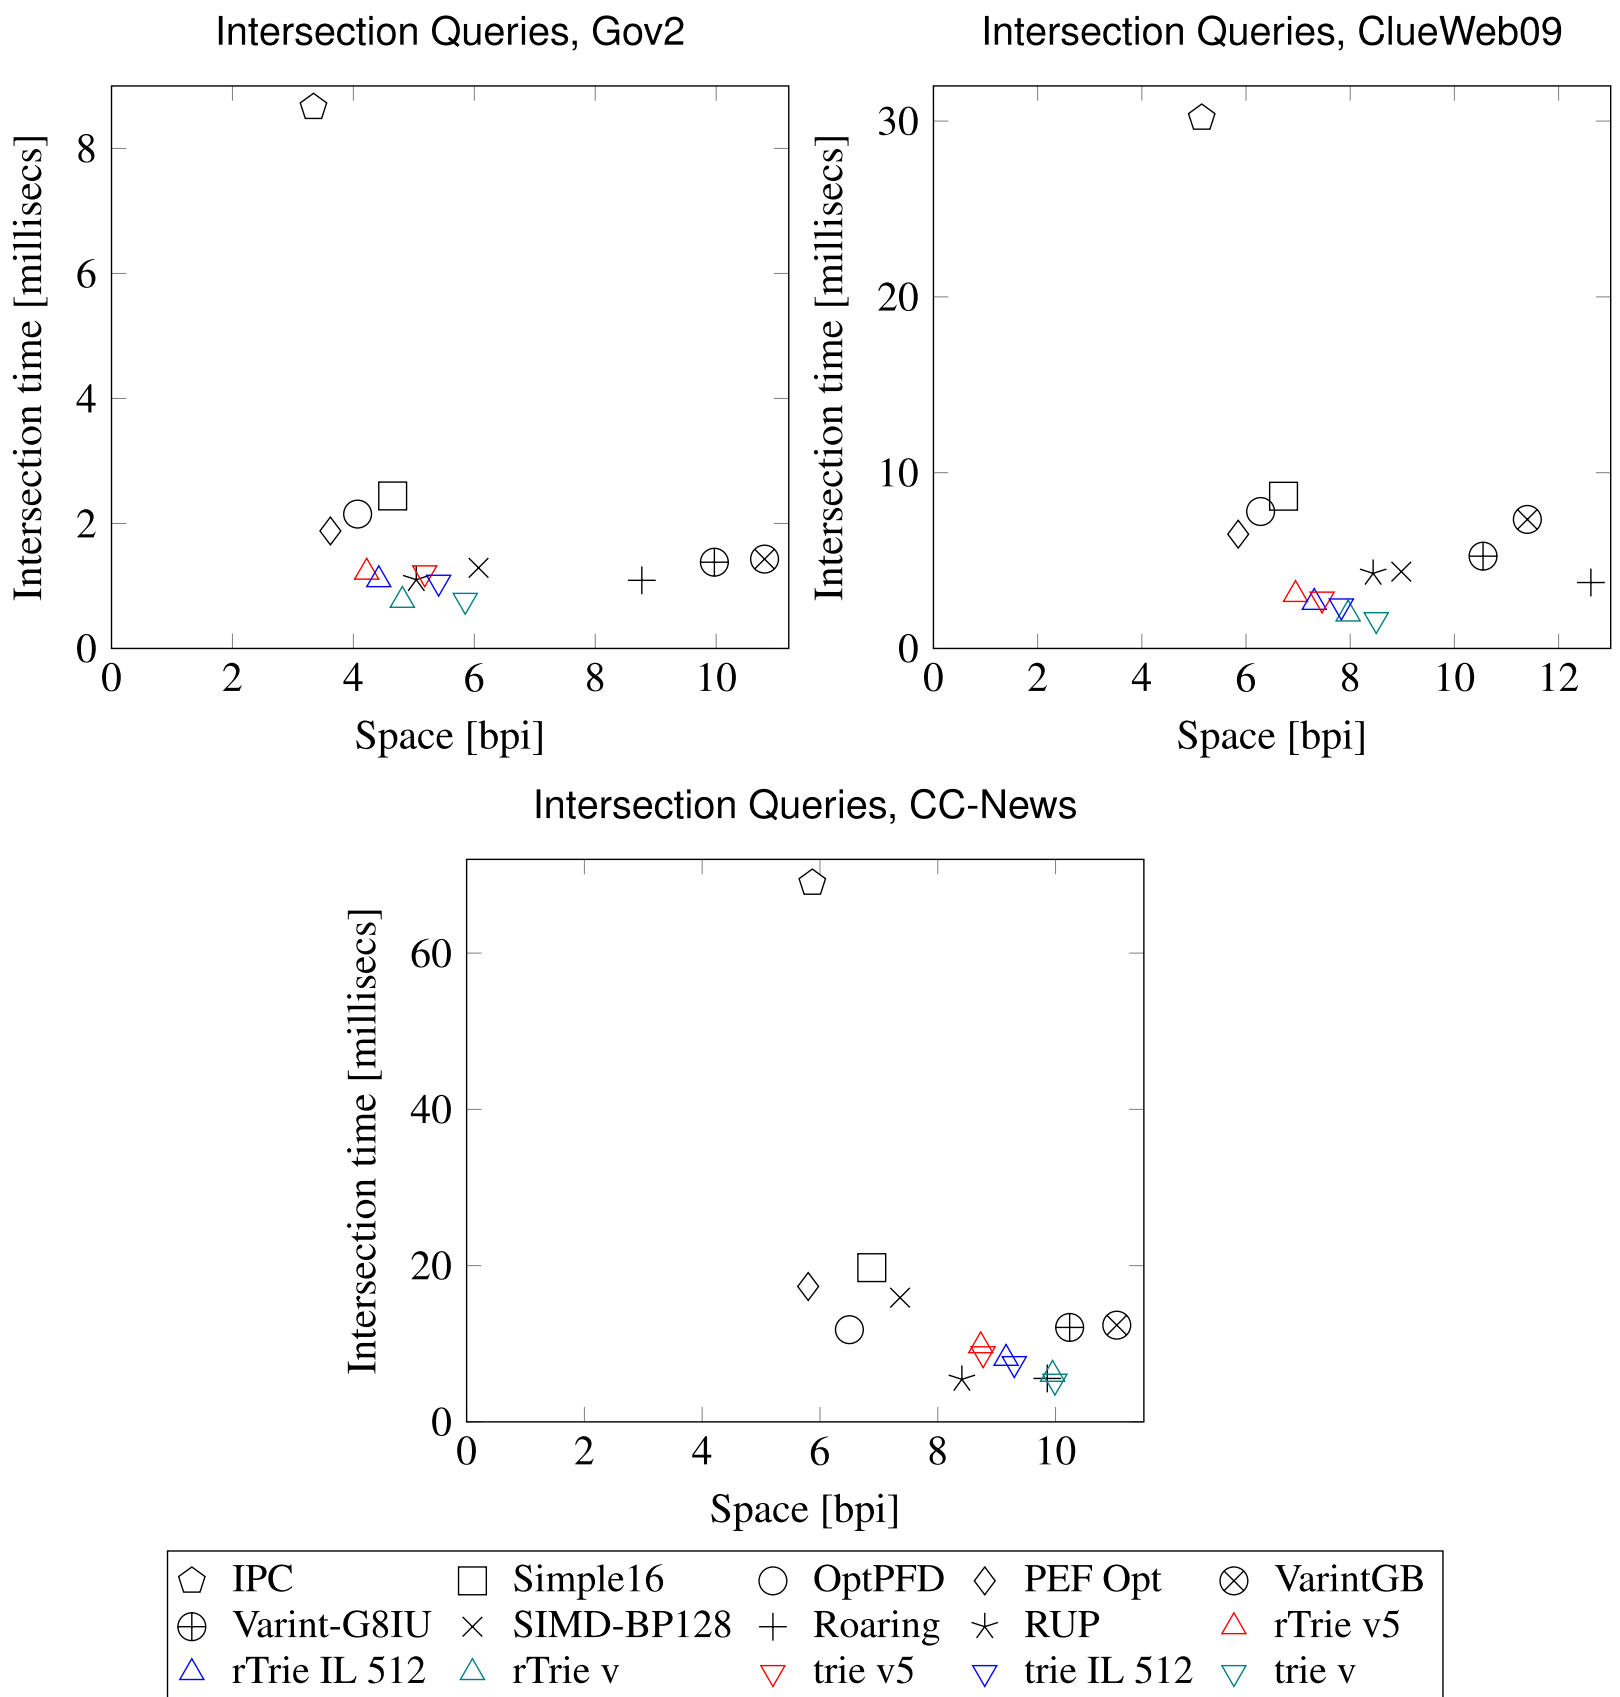 Intersection Queries, Gov2
Intersection time [millisecs]
8
6
4
2
0
0 2 4 6 8 10
Space [bpi]
Intersection Queries, ClueWeb09
Intersection time [millisecs]
30
20
10
0
0 2 4 6 8 10 12
Space [bpi]
Intersection Queries, CC-News
Intersection time [millisecs]
60
40
20
0
0 2 4 6 8 10
Space [bpi]
IPC Simple16 OptPFD PEF Opt VarintGB
Varint-G8IU SIMD-BP128 Roaring RUP rTrie v5
rTrie IL 512 rTrie v trie v5 trie IL 512 trie v